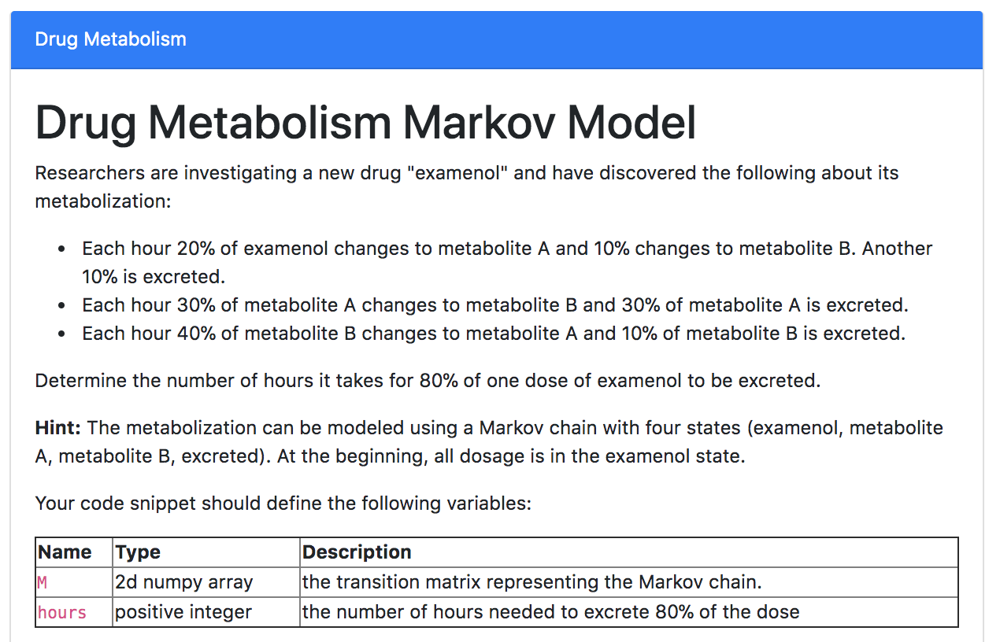 Drug Metabolism
Drug Metabolism Markov Model
Researchers are investigating a new drug "examenol" and have discovered the following about its
metabolization:
• Each hour 20% of examenol changes to metabolite A and 10% changes to metabolite B. Another
10% is excreted.
• Each hour 30% of metabolite A changes to metabolite B and 30% of metabolite A is excreted.
• Each hour 40% of metabolite B changes to metabolite A and 10% of metabolite B is excreted.
Determine the number of hours it takes for 80% of one dose of examenol to be excreted.
Hint: The metabolization can be modeled using a Markov chain with four states (examenol, metabolite
A, metabolite B, excreted). At the beginning, all dosage is in the examenol state.
Your code snippet should define the following variables:
Name Type Description
M 2d numpy array the transition matrix representing the Markov chain.
hours positive integer the number of hours needed to excrete 80% of the dose